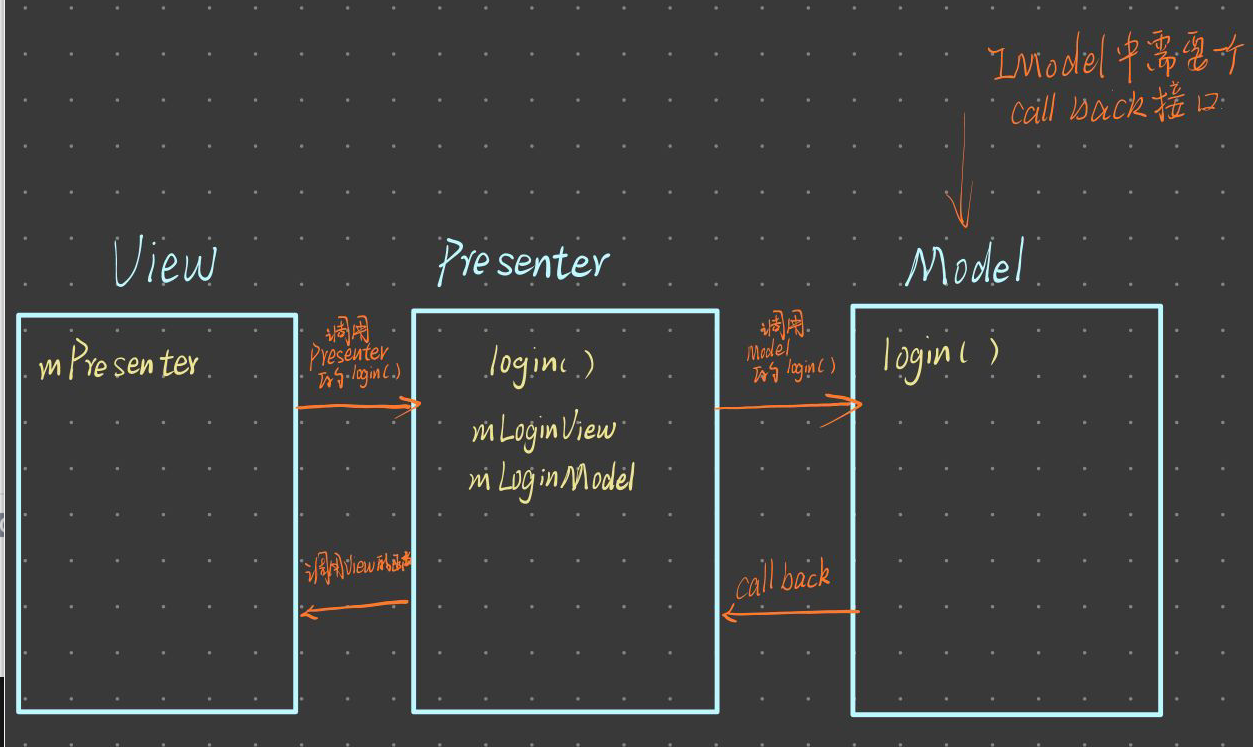 IModel中需要个
call back接口
View
Presenter
Model
mPresenter
调用
Presenter
的login()
login()
mLoginView
mLoginModel
调用
Model
的login()
login()
调用View的函数
call back